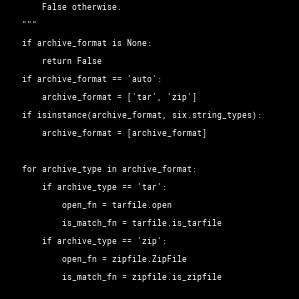 False otherwise.
"""
if archive_format is None:
return False
if archive_format == 'auto':
archive_format = ['tar', 'zip']
if isinstance(archive_format, six.string_types):
archive_format = [archive_format]
for archive_type in archive_format:
if archive_type == 'tar':
open_fn = tarfile.open
is_match_fn = tarfile.is_tarfile
if archive_type == 'zip':
open_fn = zipfile.ZipFile
is_match_fn = zipfile.is_zipfile